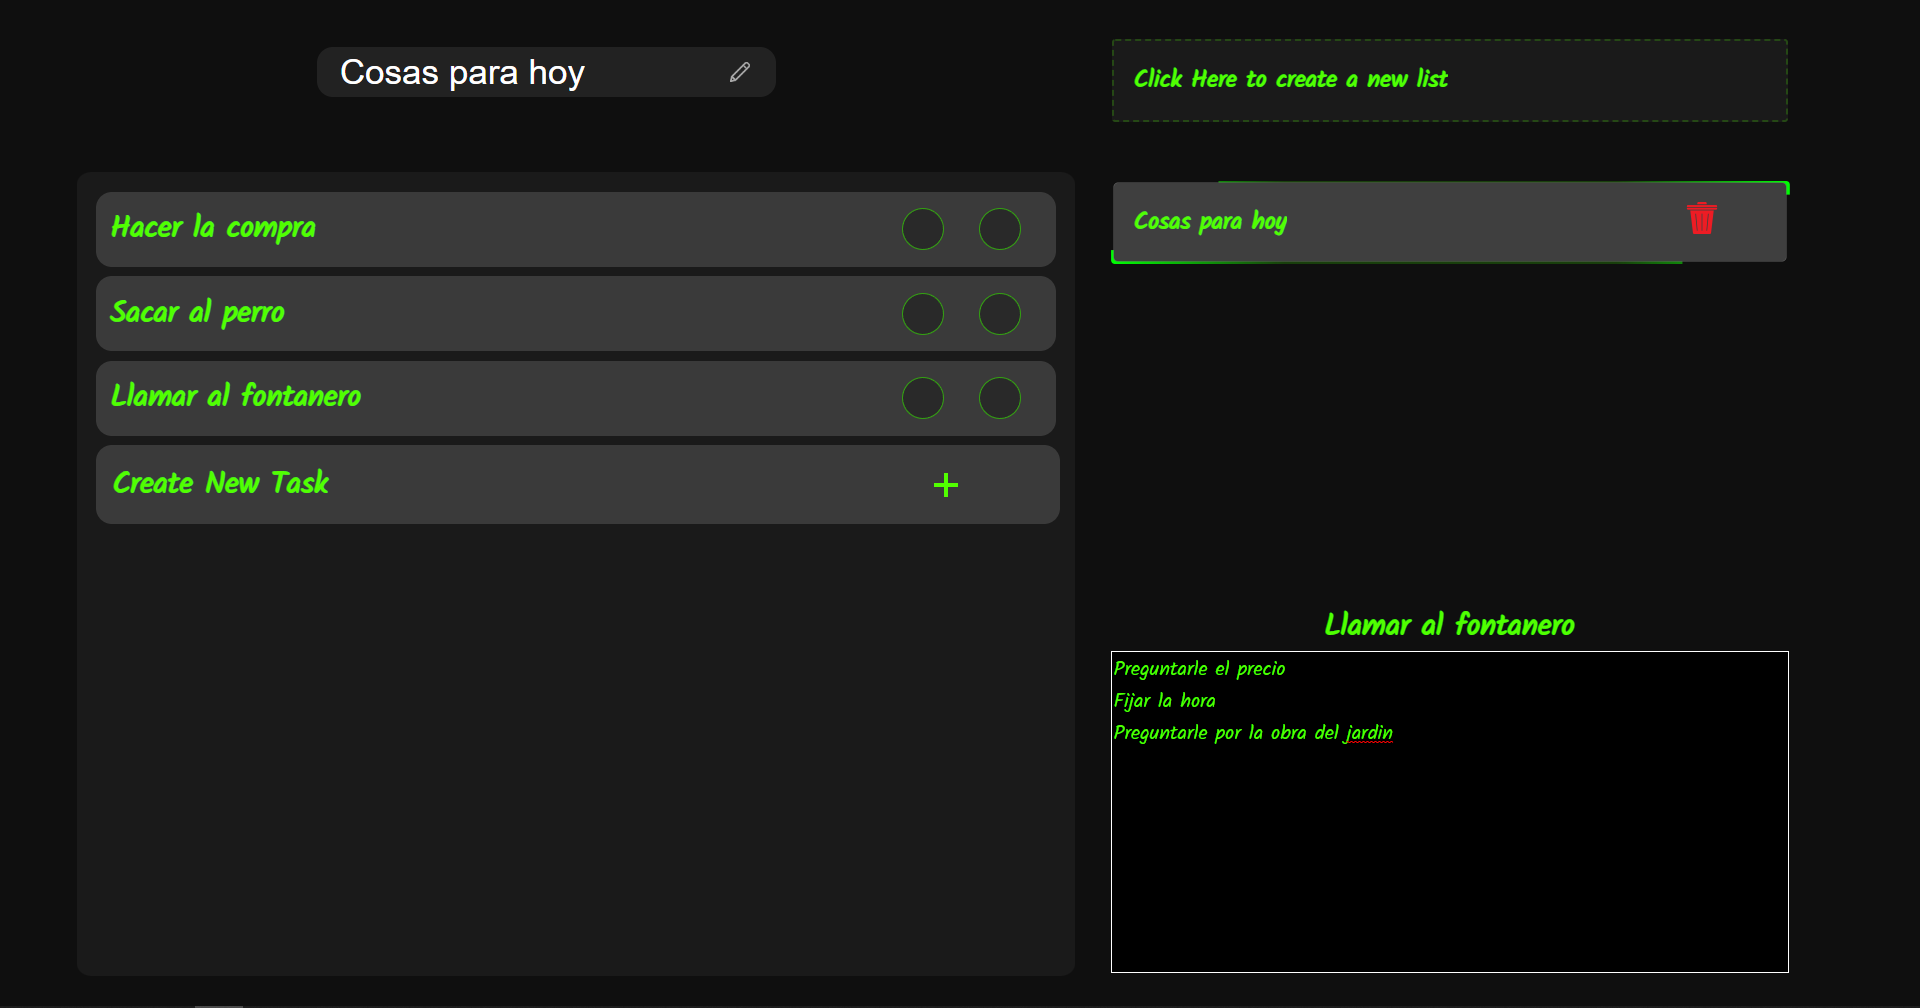 Cosas para hoy
Hacer la compra
Sacar al perro
Llamar al fontanero
Create New Task
Click Here to create a new list
Cosas para hoy
Llamar al fontanero
Preguntarle el precio
Fijar la hora
Preguntarle por la obra del jardin